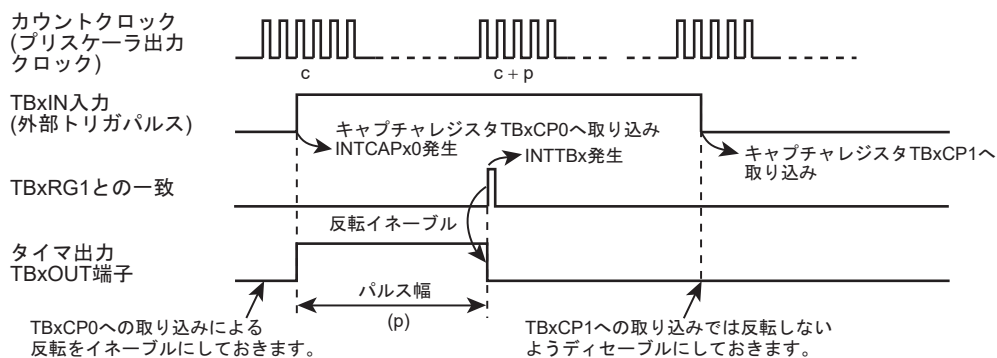 カウントクロック
(プリスケーラ出力
クロック)
c
c + p
TBxIN入力
(外部トリガパルス)
キャプチャレジスタTBxCP0へ取り込み
INTCAPx0発生
INTTBx発生
キャプチャレジスタTBxCP1へ
取り込み
TBxRG1との一致
反転イネーブル
タイマ出力
TBxOUT端子
パルス幅
(p)
TBxCP0への取り込みによる
反転をイネーブルにしておきます。
TBxCP1への取り込みでは反転しない
ようディセーブルにしておきます。